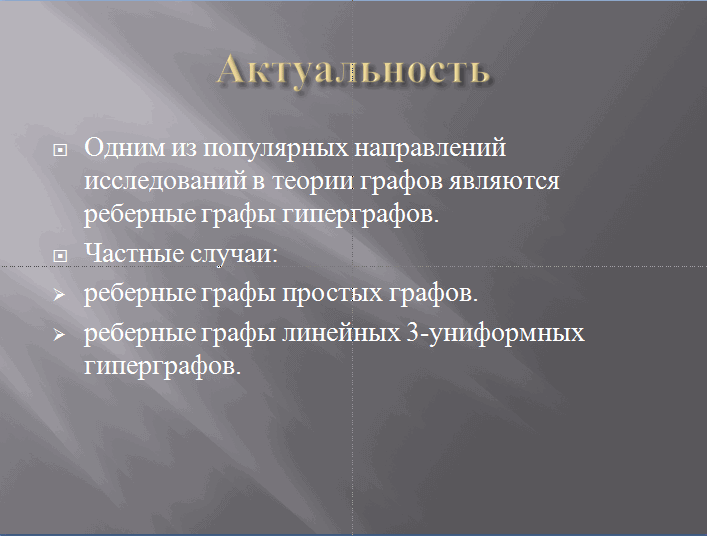 Актуальность
Одним из популярных направлений
исследований в теории графов являются
реберные графы гиперграфов.
Частные случаи:
реберные графы простых графов.
реберные графы линейных 3-униформных
гиперграфов.